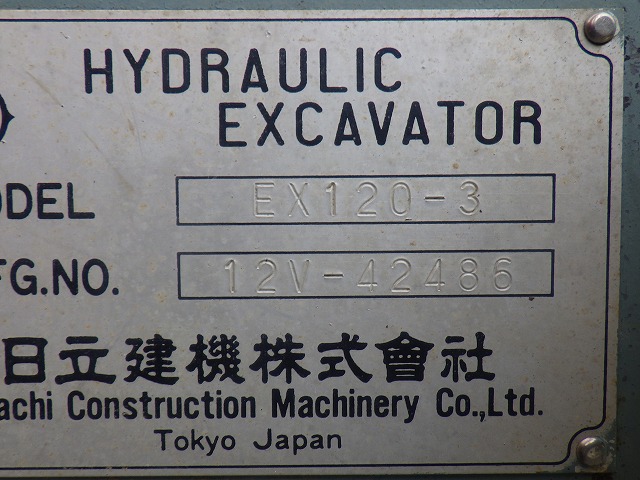 HYDRAULIC
EXCAVATOR
ODEL EX120-3
FG.NO. 12V-42486
日立建機株式會社
achi Construction Machinery Co.,Ltd.
Tokyo Japan